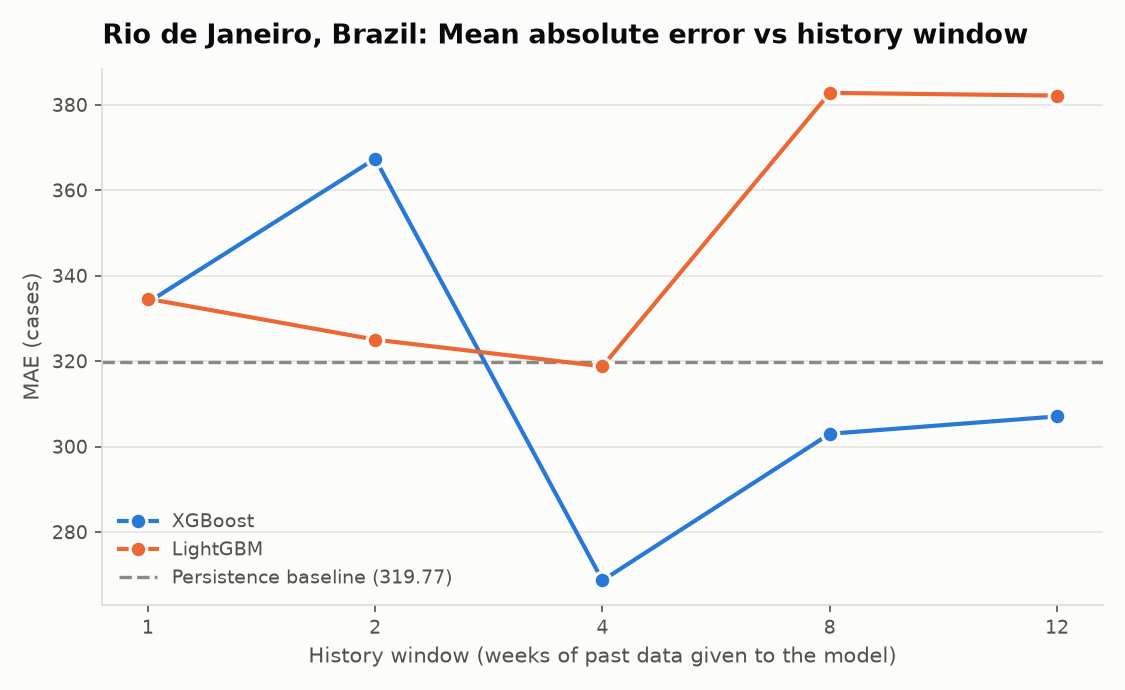 Rio de Janeiro, Brazil: Mean absolute error vs history window
MAE (cases)
380
360
340
320
300
280
XGBoost
LightGBM
Persistence baseline (319.77)
1 2 4 8 12
History window (weeks of past data given to the model)